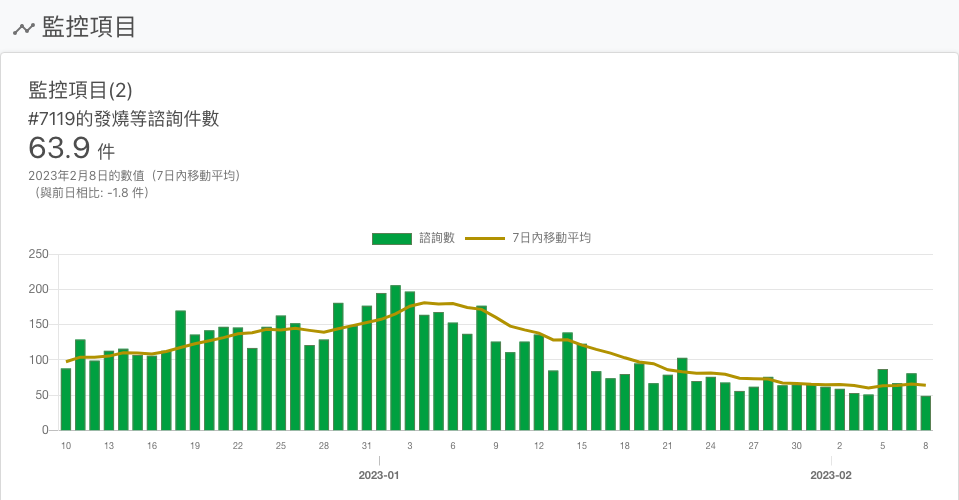 監控項目
監控項目(2)
#7119的發燒等諮詢件數
63.9 件
2023年2月8日的數值（7日內移動平均）
（與前日相比: -1.8 件）
諮詢數 7日內移動平均
250
200
150
100
50
0
10 13 16 19 22 25 28 31 3 6 9 12 15 18 21 24 27 30 2 5 8
2023-01 2023-02